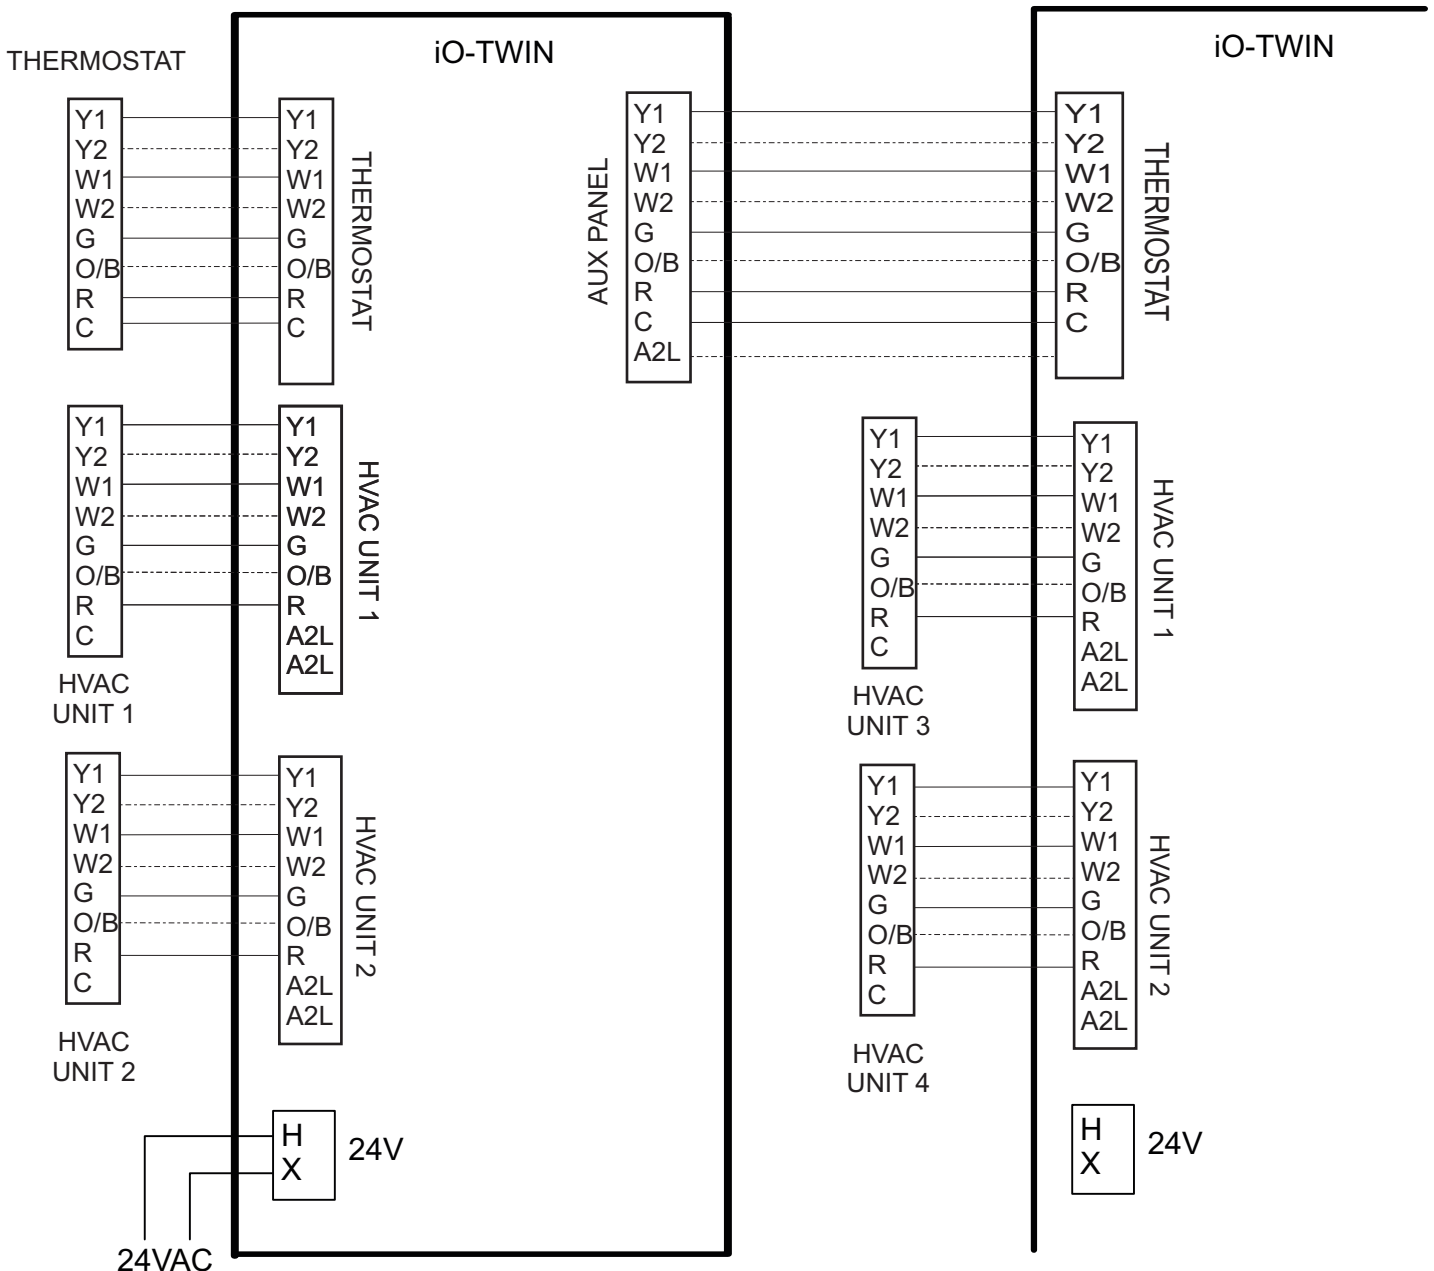 iO-TWIN
iO-TWIN
THERMOSTAT
Y1
Y2
W1
W2
G
O/B
R
C
Y1
Y2
W1
W2
G
O/B
R
C
THERMOSTAT
AUX PANEL
Y1
Y2
W1
W2
G
O/B
R
C
A2L
Y1
Y2
W1
W2
G
O/B
R
C
THERMOSTAT
Y1
Y2
W1
W2
G
O/B
R
C
HVAC
UNIT 1
Y1
Y2
W1
W2
G
O/B
R
A2L
A2L
HVAC UNIT 1
Y1
Y2
W1
W2
G
O/B
R
C
HVAC
UNIT 3
Y1
Y2
W1
W2
G
O/B
R
A2L
A2L
HVAC UNIT 1
Y1
Y2
W1
W2
G
O/B
R
C
HVAC
UNIT 2
Y1
Y2
W1
W2
G
O/B
R
A2L
A2L
HVAC UNIT 2
Y1
Y2
W1
W2
G
O/B
R
C
HVAC
UNIT 4
Y1
Y2
W1
W2
G
O/B
R
A2L
A2L
HVAC UNIT 2
H
X
24V
24VAC
H
X
24V